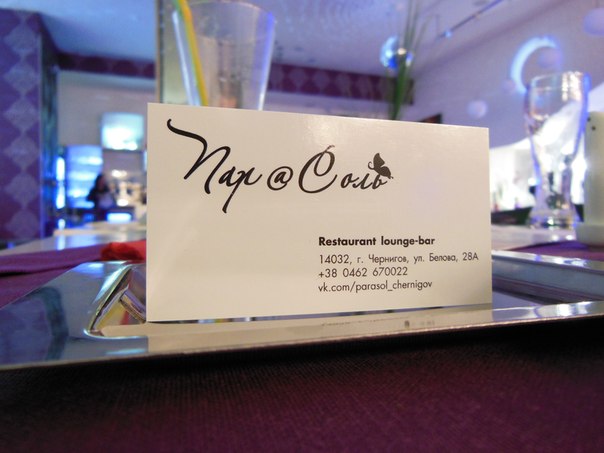 Пар@Соль
Restaurant lounge-bar
14032, г. Чернигов, ул. Белова, 28А
+38 0462 670022
vk.com/parasol_chernigov